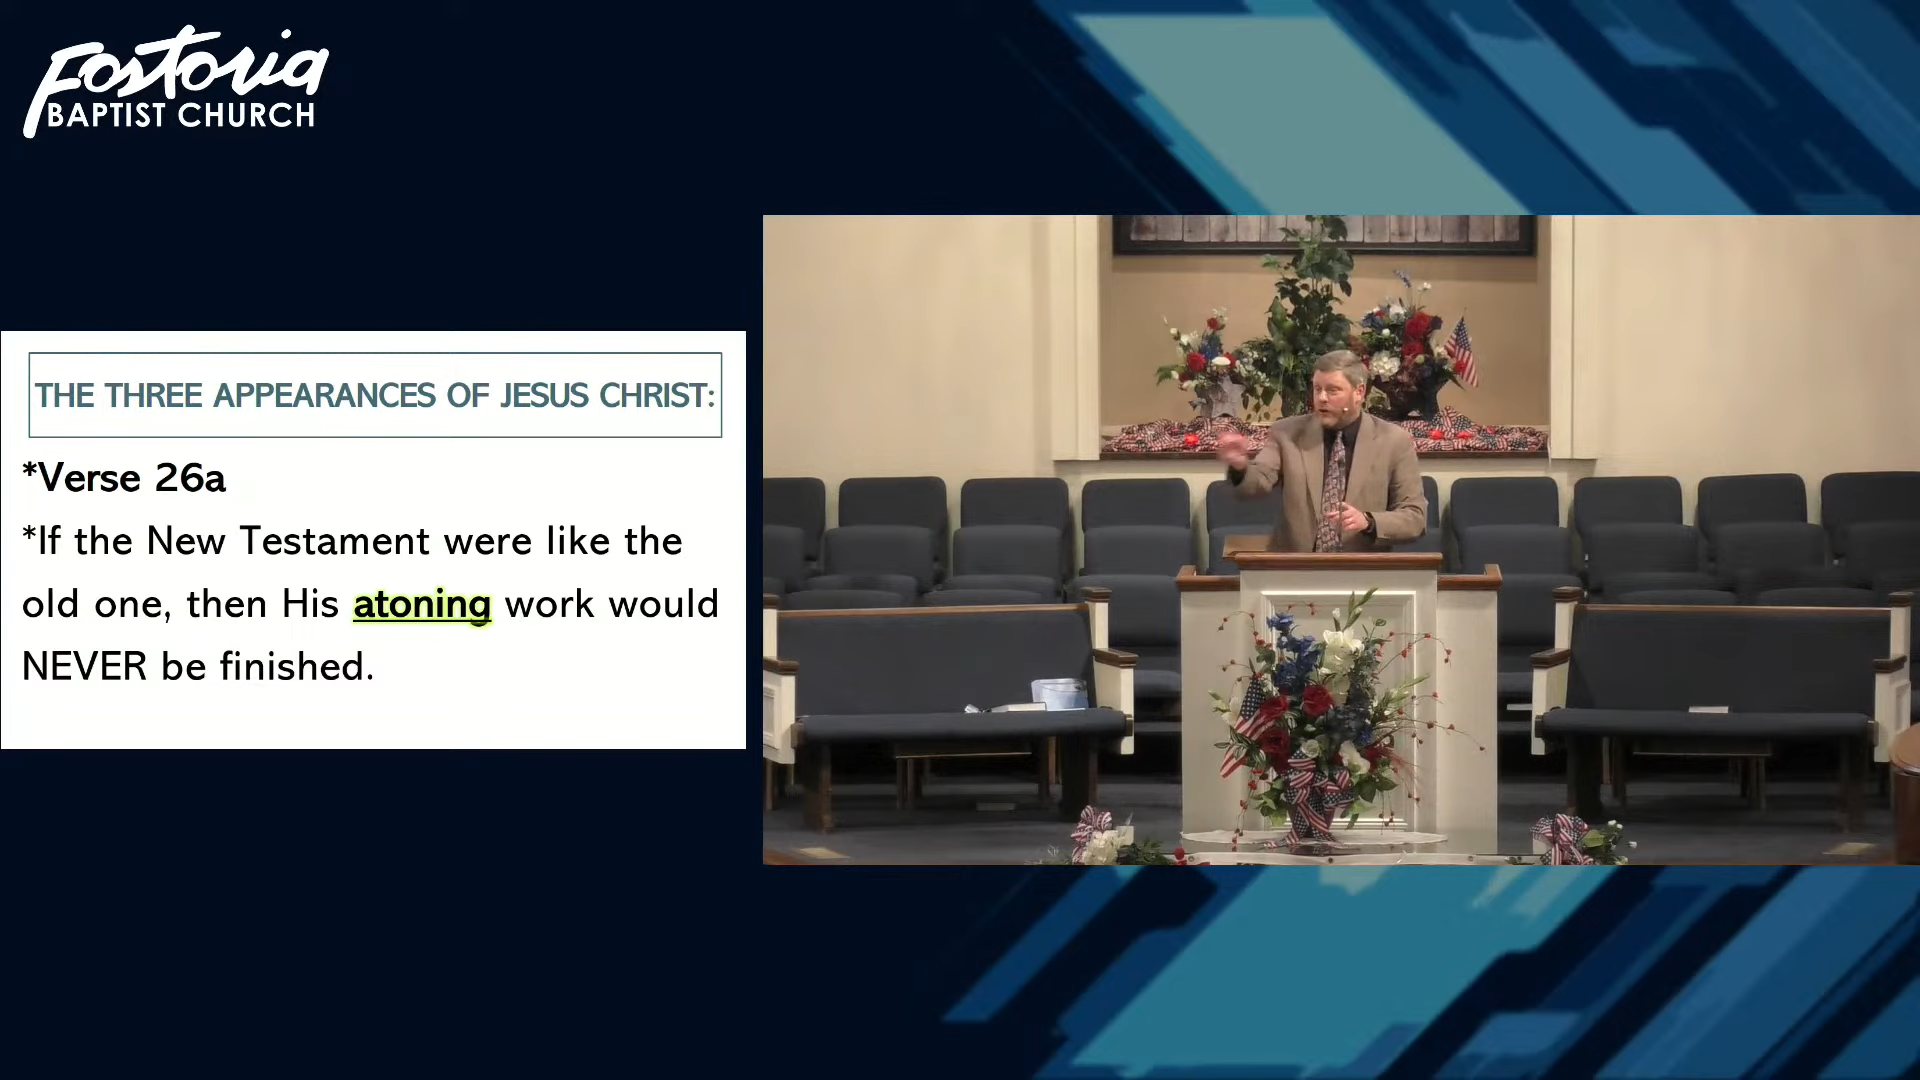 Fostoria
BAPTIST CHURCH
THE THREE APPEARANCES OF JESUS CHRIST:
*Verse 26a
*If the New Testament were like the
old one, then His atoning work would
NEVER be finished.